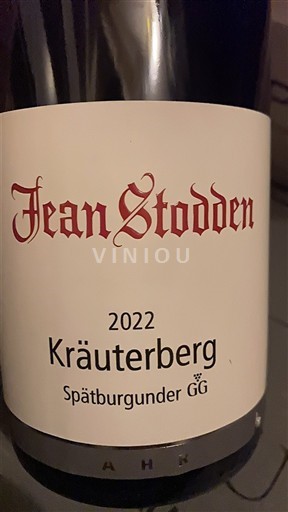 Jean Stodden
VINIOU
2022
Kräuterberg
Spätburgunder GG
AHR